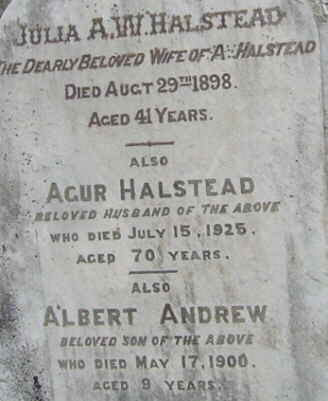 JULIA A.W. HALSTEAD
THE DEARLY BELOVED WIFE OF A. HALSTEAD
DIED AUGT 29TH 1898.
AGED 41 YEARS.
ALSO
AGUR HALSTEAD
BELOVED HUSBAND OF THE ABOVE
WHO DIED JULY 15, 1925.
AGED 70 YEARS.
ALSO
ALBERT ANDREW
BELOVED SON OF THE ABOVE
WHO DIED MAY 17, 1900.
AGED 9 YEARS.